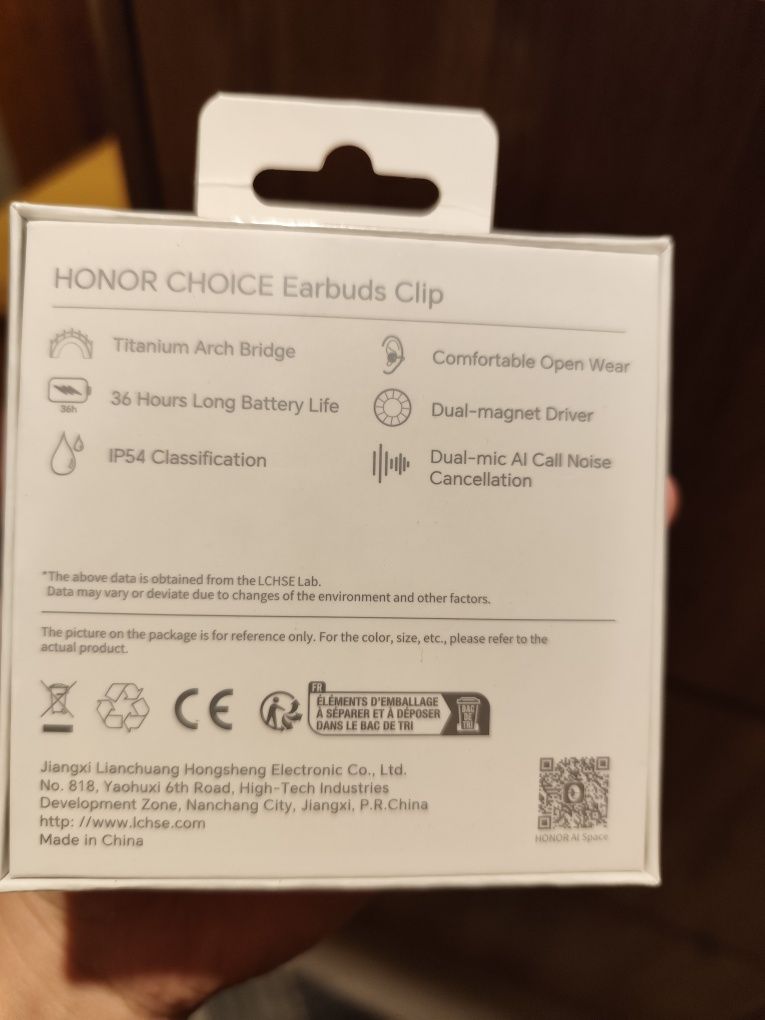 HONOR CHOICE Earbuds Clip
Titanium Arch Bridge
Comfortable Open Wear
36h
36 Hours Long Battery Life
Dual-magnet Driver
IP54 Classification
Dual-mic AI Call Noise
Cancellation
*The above data is obtained from the LCHSE Lab.
Data may vary or deviate due to changes of the environment and other factors.
The picture on the package is for reference only. For the color, size, etc., please refer to the
actual product.
CE
FR
ÉLÉMENTS D'EMBALLAGE
À SÉPARER ET À DÉPOSER
DANS LE BAC DE TRI
BAC
DE
TRI
Jiangxi Lianchuang Hongsheng Electronic Co., Ltd.
No. 818, Yaohuxi 6th Road, High-Tech Industries
Development Zone, Nanchang City, Jiangxi, P.R.China
http: //www.lchse.com
Made in China
HONOR AI Space